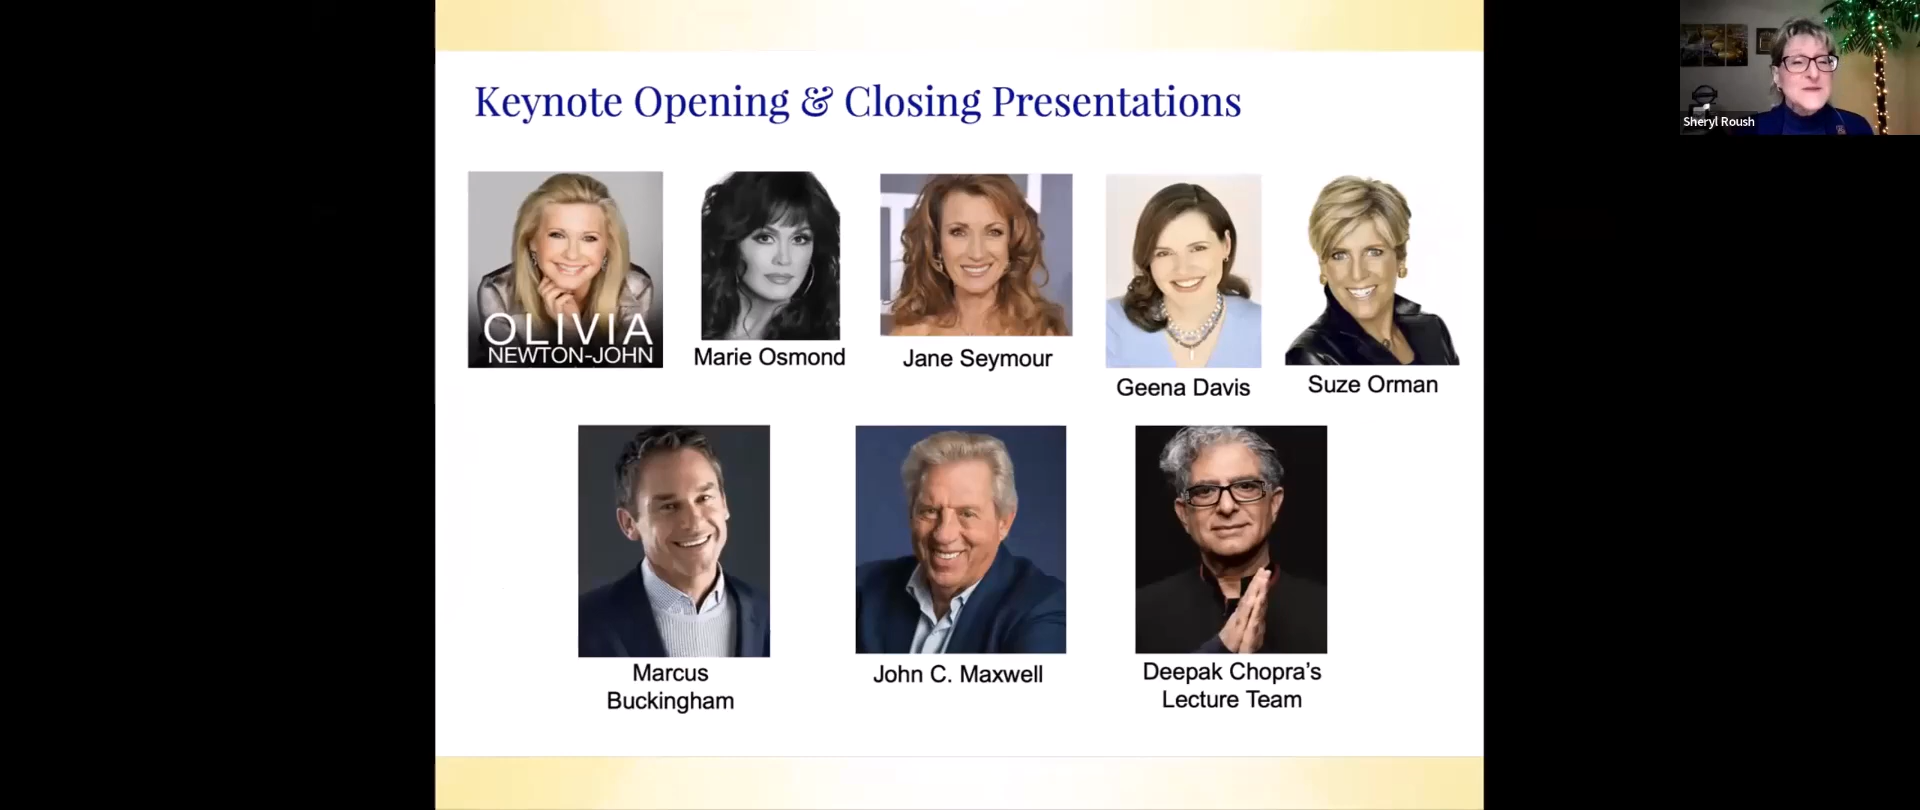 Keynote Opening & Closing Presentations
Sheryl Roush
OLIVIA
NEWTON-JOHN
Marie Osmond
Jane Seymour
Geena Davis
Suze Orman
Marcus
Buckingham
John C. Maxwell
Deepak Chopra’s
Lecture Team